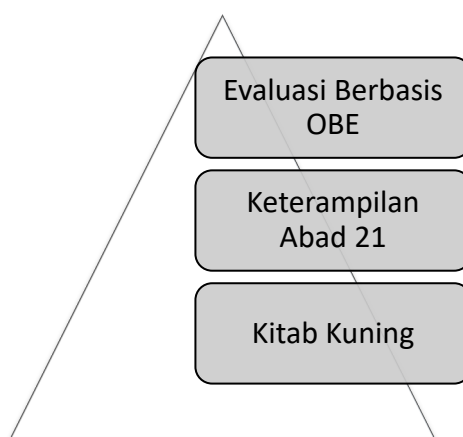 Evaluasi Berbasis
OBE
Keterampilan
Abad 21
Kitab Kuning